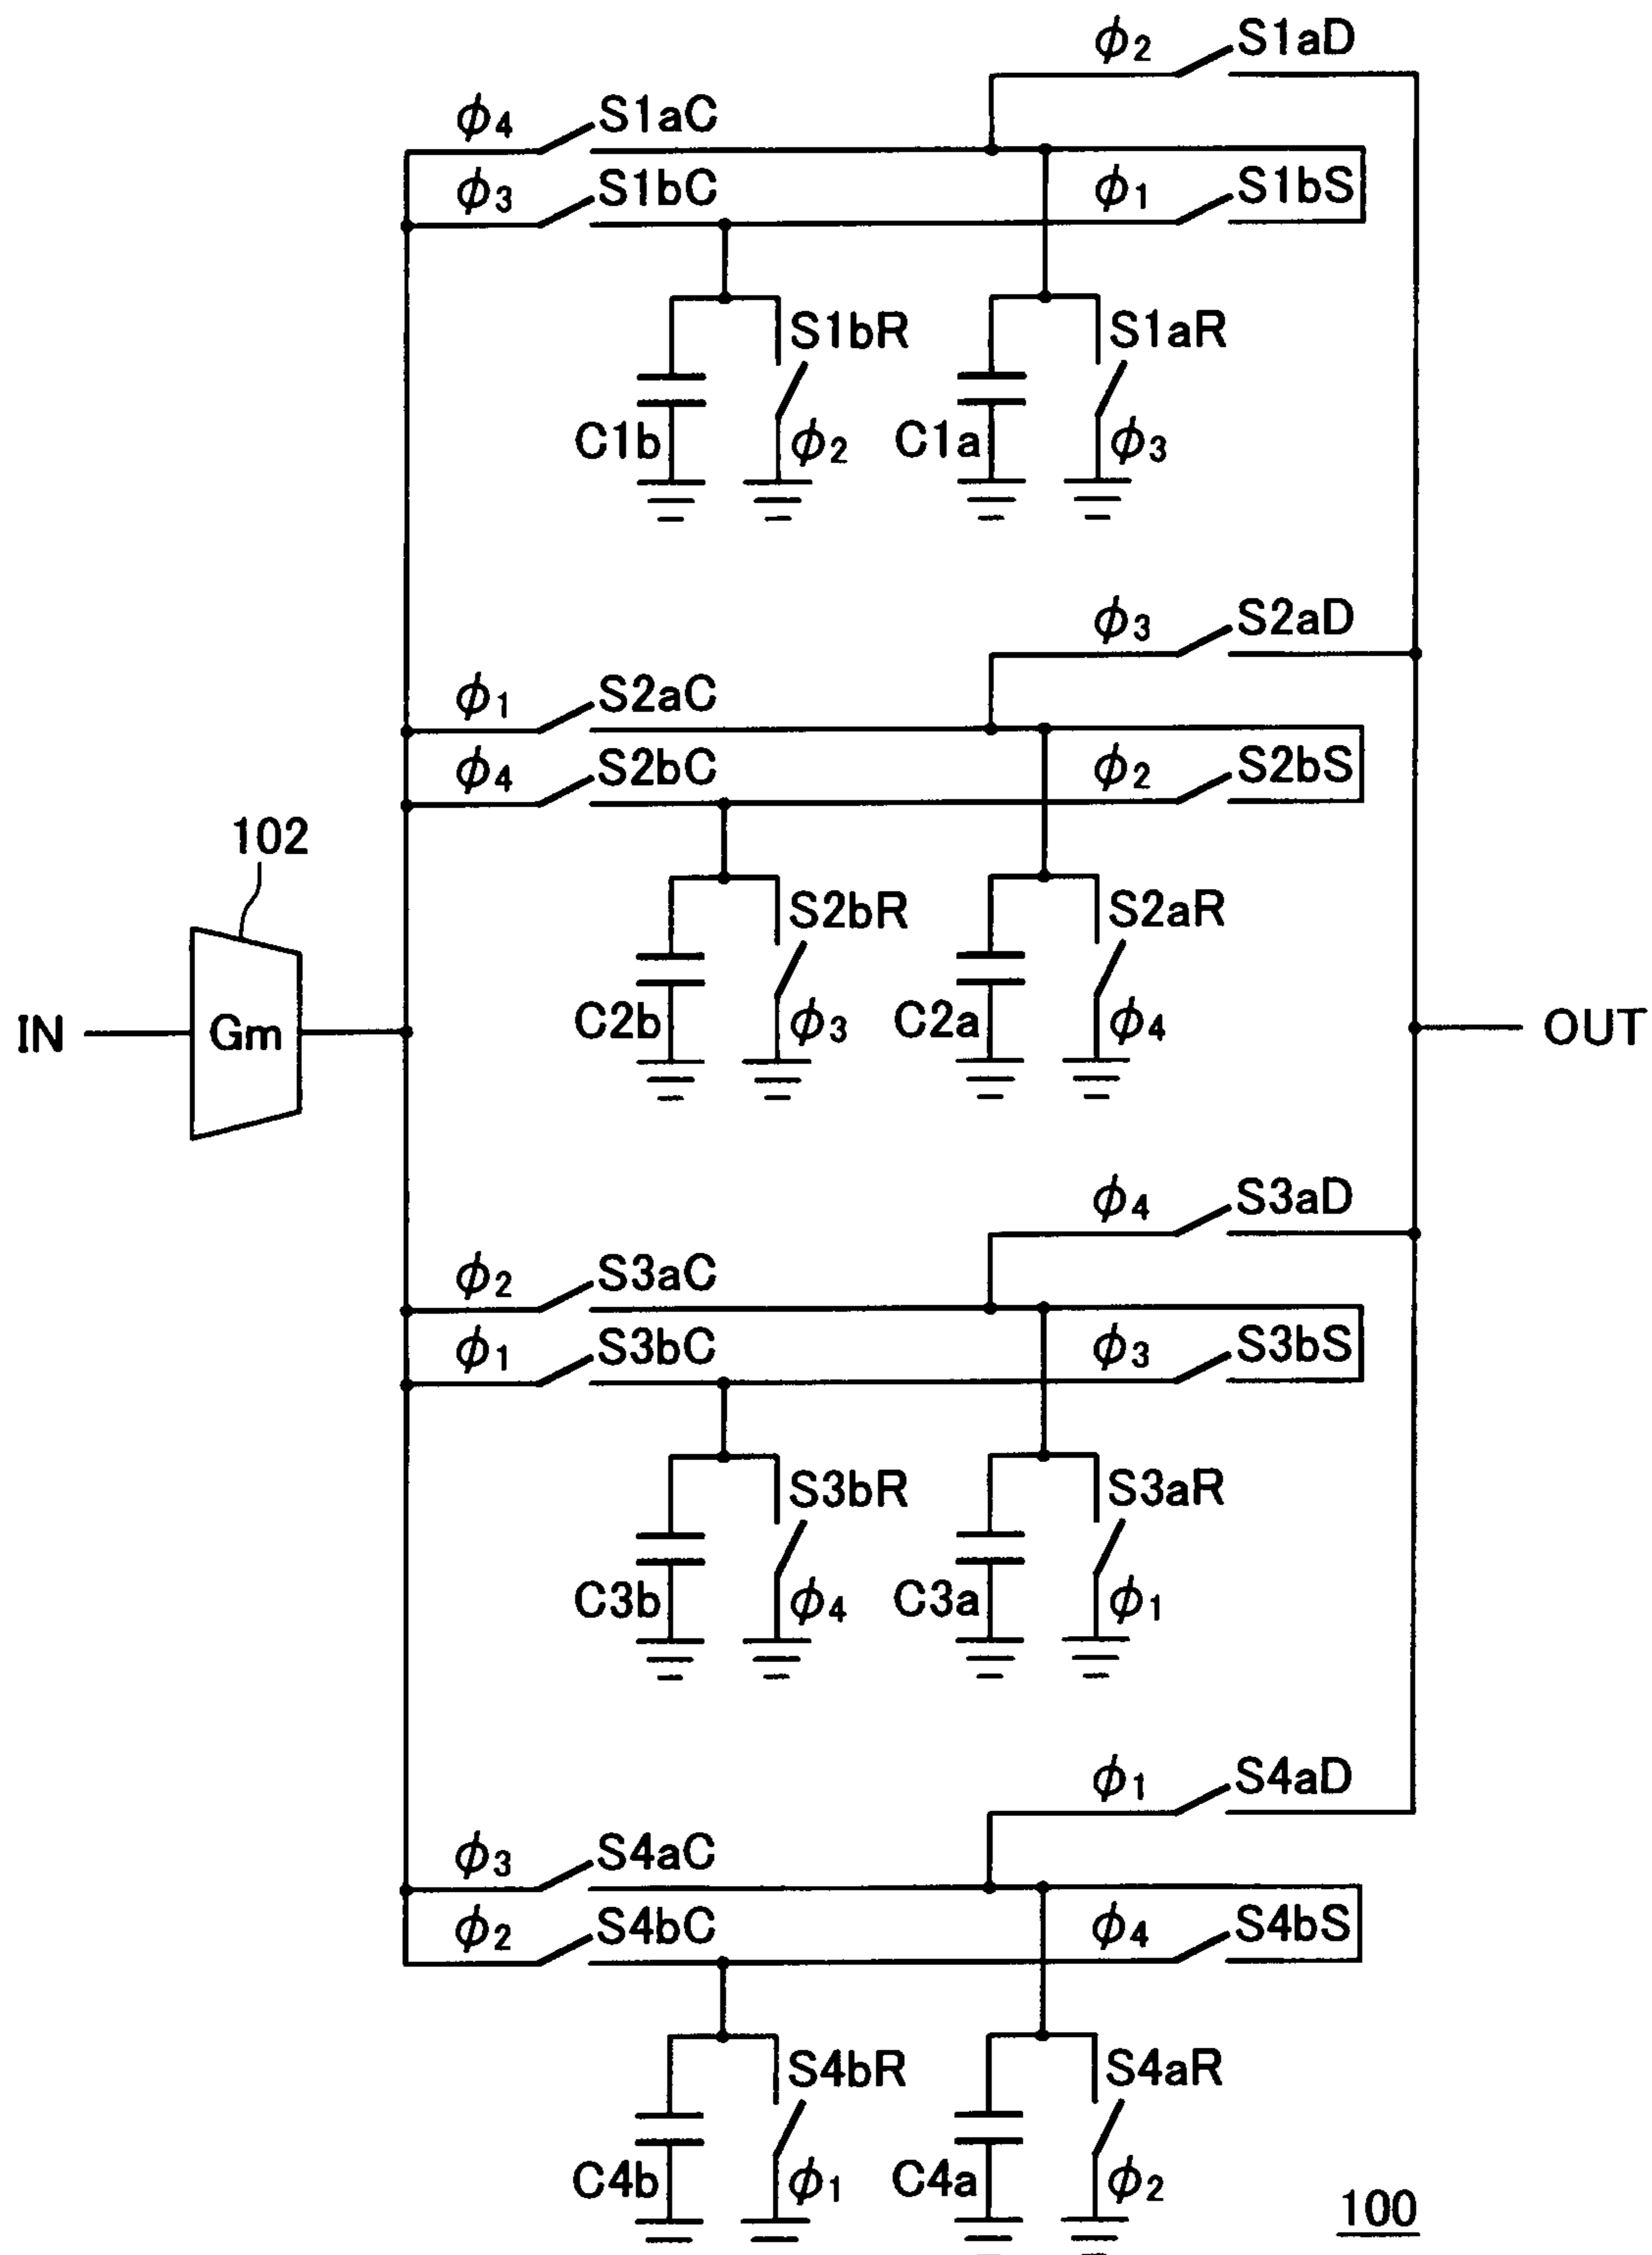 ϕ2 S1aD
ϕ4 S1aC
ϕ3 S1bC ϕ1 S1bS
S1bR S1aR
C1b ϕ2 C1a ϕ3
ϕ3 S2aD
ϕ1 S2aC
ϕ4 S2bC ϕ2 S2bS
102
S2bR S2aR
IN Gm C2b ϕ3 C2a ϕ4 OUT
ϕ4 S3aD
ϕ2 S3aC
ϕ1 S3bC ϕ3 S3bS
S3bR S3aR
C3b ϕ4 C3a ϕ1
ϕ1 S4aD
ϕ3 S4aC
ϕ2 S4bC ϕ4 S4bS
S4bR S4aR
C4b ϕ1 C4a ϕ2
100